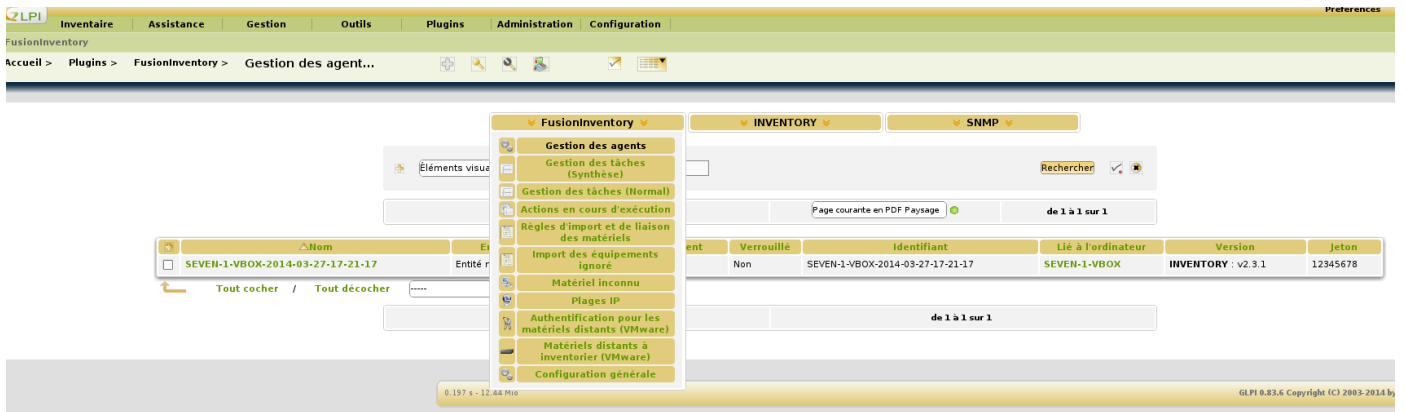 GLPI
Préférences
Inventaire Assistance Gestion Outils Plugins Administration Configuration
FusionInventory
Accueil > Plugins > FusionInventory > Gestion des agent...
FusionInventory INVENTORY SNMP
Gestion des agents
Éléments visua
Rechercher
Gestion des tâches
(Synthèse)
Gestion des tâches (Normal)
Actions en cours d'exécution
Page courante en PDF Paysage
de 1 à 1 sur 1
Règles d'import et de liaison
des matériels
Nom
ent Verrouillé Identifiant Lié à l'ordinateur Version Jeton
Import des équipements
ignoré
SEVEN-1-VBOX-2014-03-27-17-21-17 Entité Non SEVEN-1-VBOX-2014-03-27-17-21-17 SEVEN-1-VBOX INVENTORY : v2.3.1 12345678
Matériel inconnu
Tout cocher / Tout décocher -----
Plages IP
Authentification pour les
matériels distants (VMware)
de 1 à 1 sur 1
Matériels distants à
inventorier (VMware)
Configuration générale
0.197 s - 12.44 Mio
GLPI 0.83.6 Copyright (C) 2003-2014 by